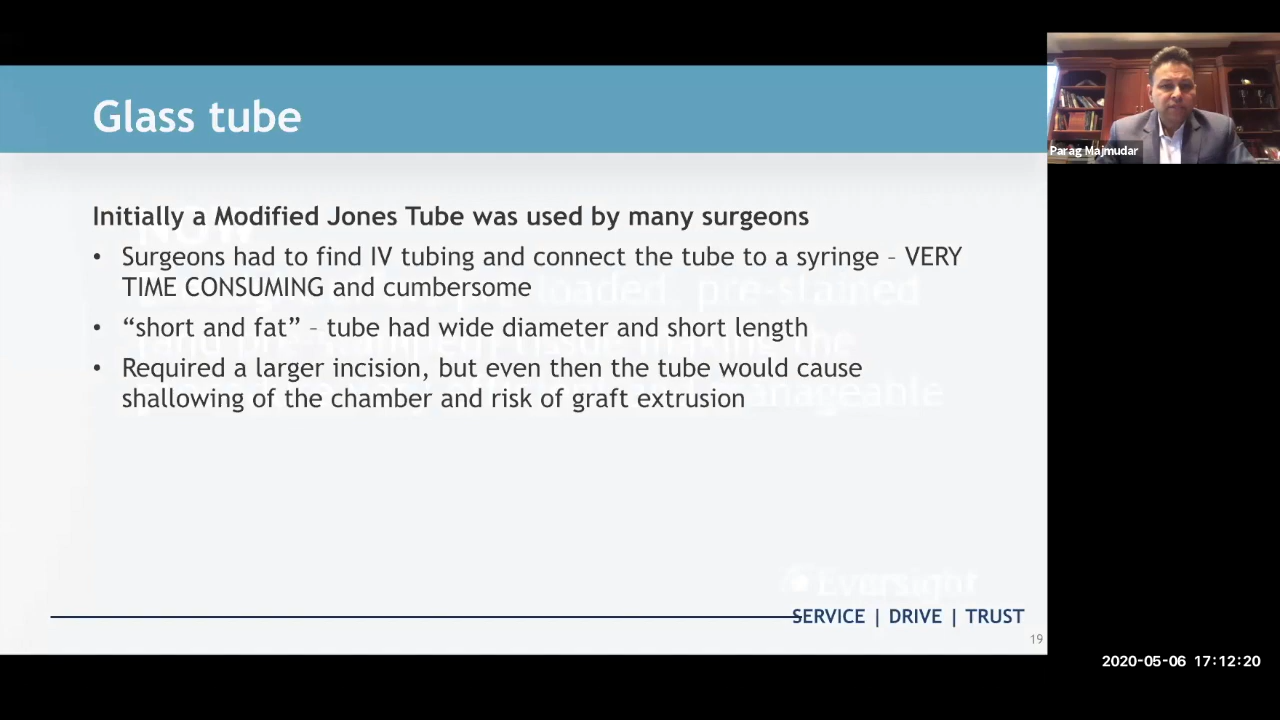 Glass tube
Parag Majmudar
Initially a Modified Jones Tube was used by many surgeons
• Surgeons had to find IV tubing and connect the tube to a syringe – VERY
TIME CONSUMING and cumbersome
• “short and fat” – tube had wide diameter and short length
• Required a larger incision, but even then the tube would cause
shallowing of the chamber and risk of graft extrusion
Eversight
SERVICE | DRIVE | TRUST
19
2020-05-06 17:12:20